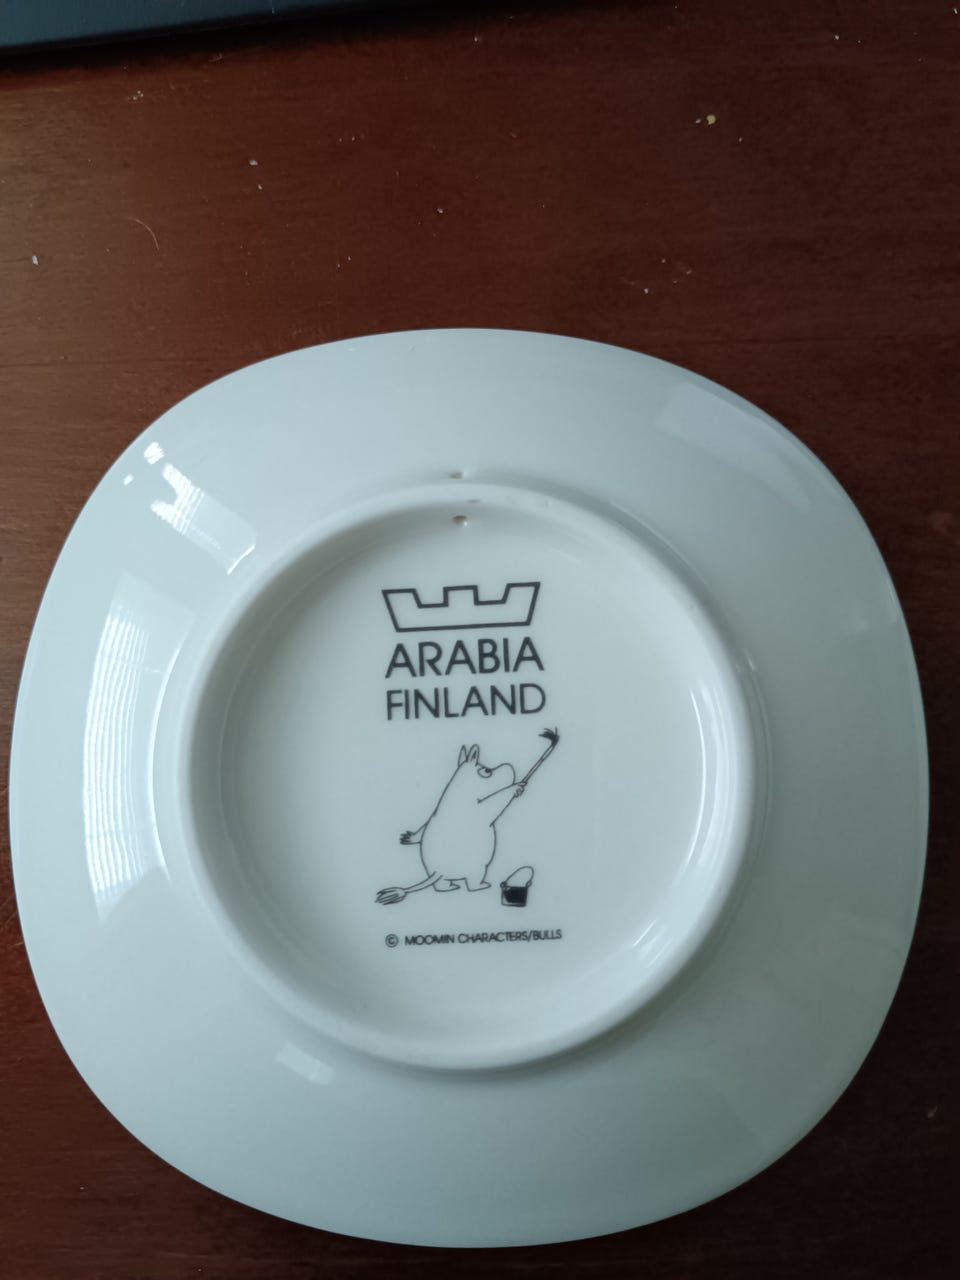 ARABIA
FINLAND
© MOOMIN CHARACTERS/BULLS